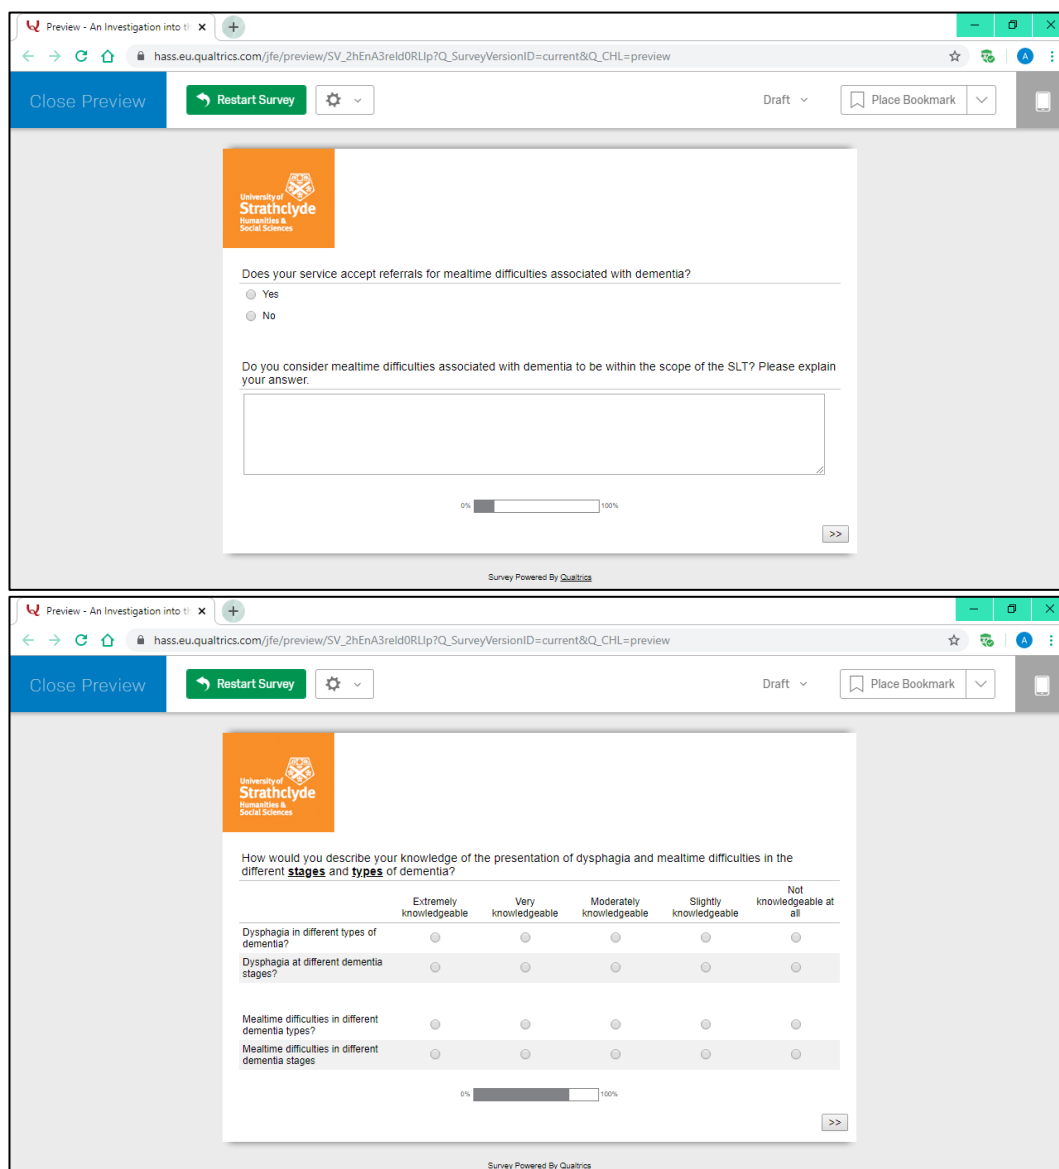 Preview - An Investigation into th
hass.eu.qualtrics.com/jfe/preview/SV_2hEnA3reld0RLIp?Q_SurveyVersionID=current&Q_CHL=preview
A
Close Preview
Restart Survey
Draft
Place Bookmark
University of
Strathclyde
Humanities &
Social Sciences
Does your service accept referrals for mealtime difficulties associated with dementia?
Yes
No
Do you consider mealtime difficulties associated with dementia to be within the scope of the SLT? Please explain
your answer.
0% 100%
>>
Survey Powered By Qualtrics
Preview - An Investigation into th
hass.eu.qualtrics.com/jfe/preview/SV_2hEnA3reld0RLIp?Q_SurveyVersionID=current&Q_CHL=preview
A
Close Preview
Restart Survey
Draft
Place Bookmark
University of
Strathclyde
Humanities &
Social Sciences
How would you describe your knowledge of the presentation of dysphagia and mealtime difficulties in the
different stages and types of dementia?
Extremely knowledgeable
Very knowledgeable
Moderately knowledgeable
Slightly knowledgeable
Not knowledgeable at all
Dysphagia in different types of
dementia?
Dysphagia at different dementia
stages?
Mealtime difficulties in different
dementia types?
Mealtime difficulties in different
dementia stages
0% 100%
>>
Survey Powered By Qualtrics